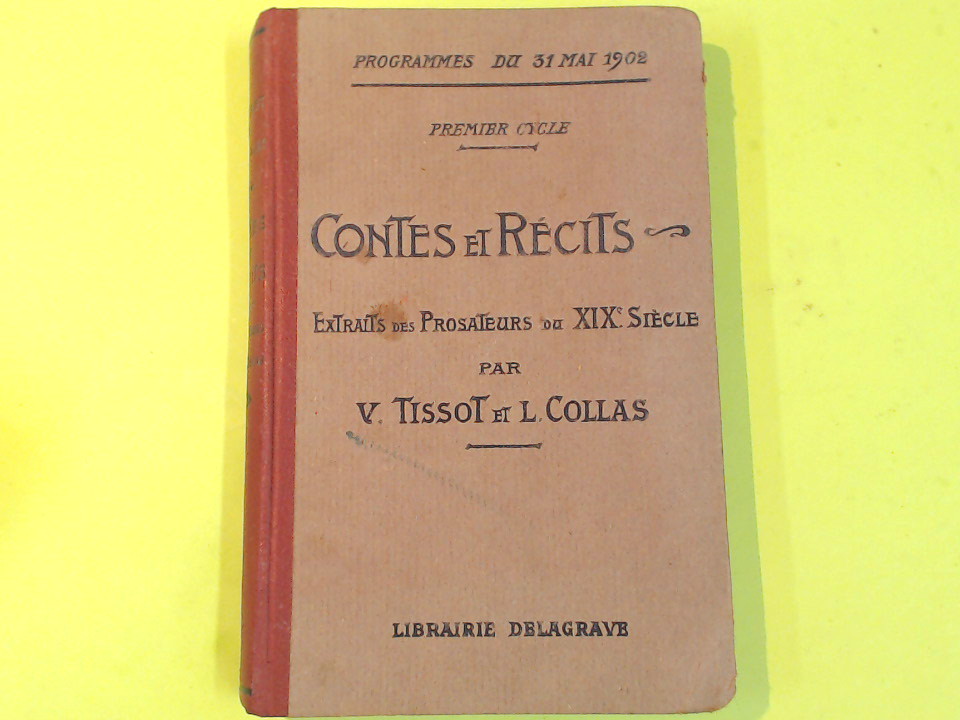 PROGRAMMES DU 31 MAI 1902
PREMIER CYCLE
CONTES ET RÉCITS
EXTRAITS DES PROSATEURS DU XIXe. SIÈCLE
PAR
V. TISSOT ET L. COLLAS
LIBRAIRIE DELAGRAVE